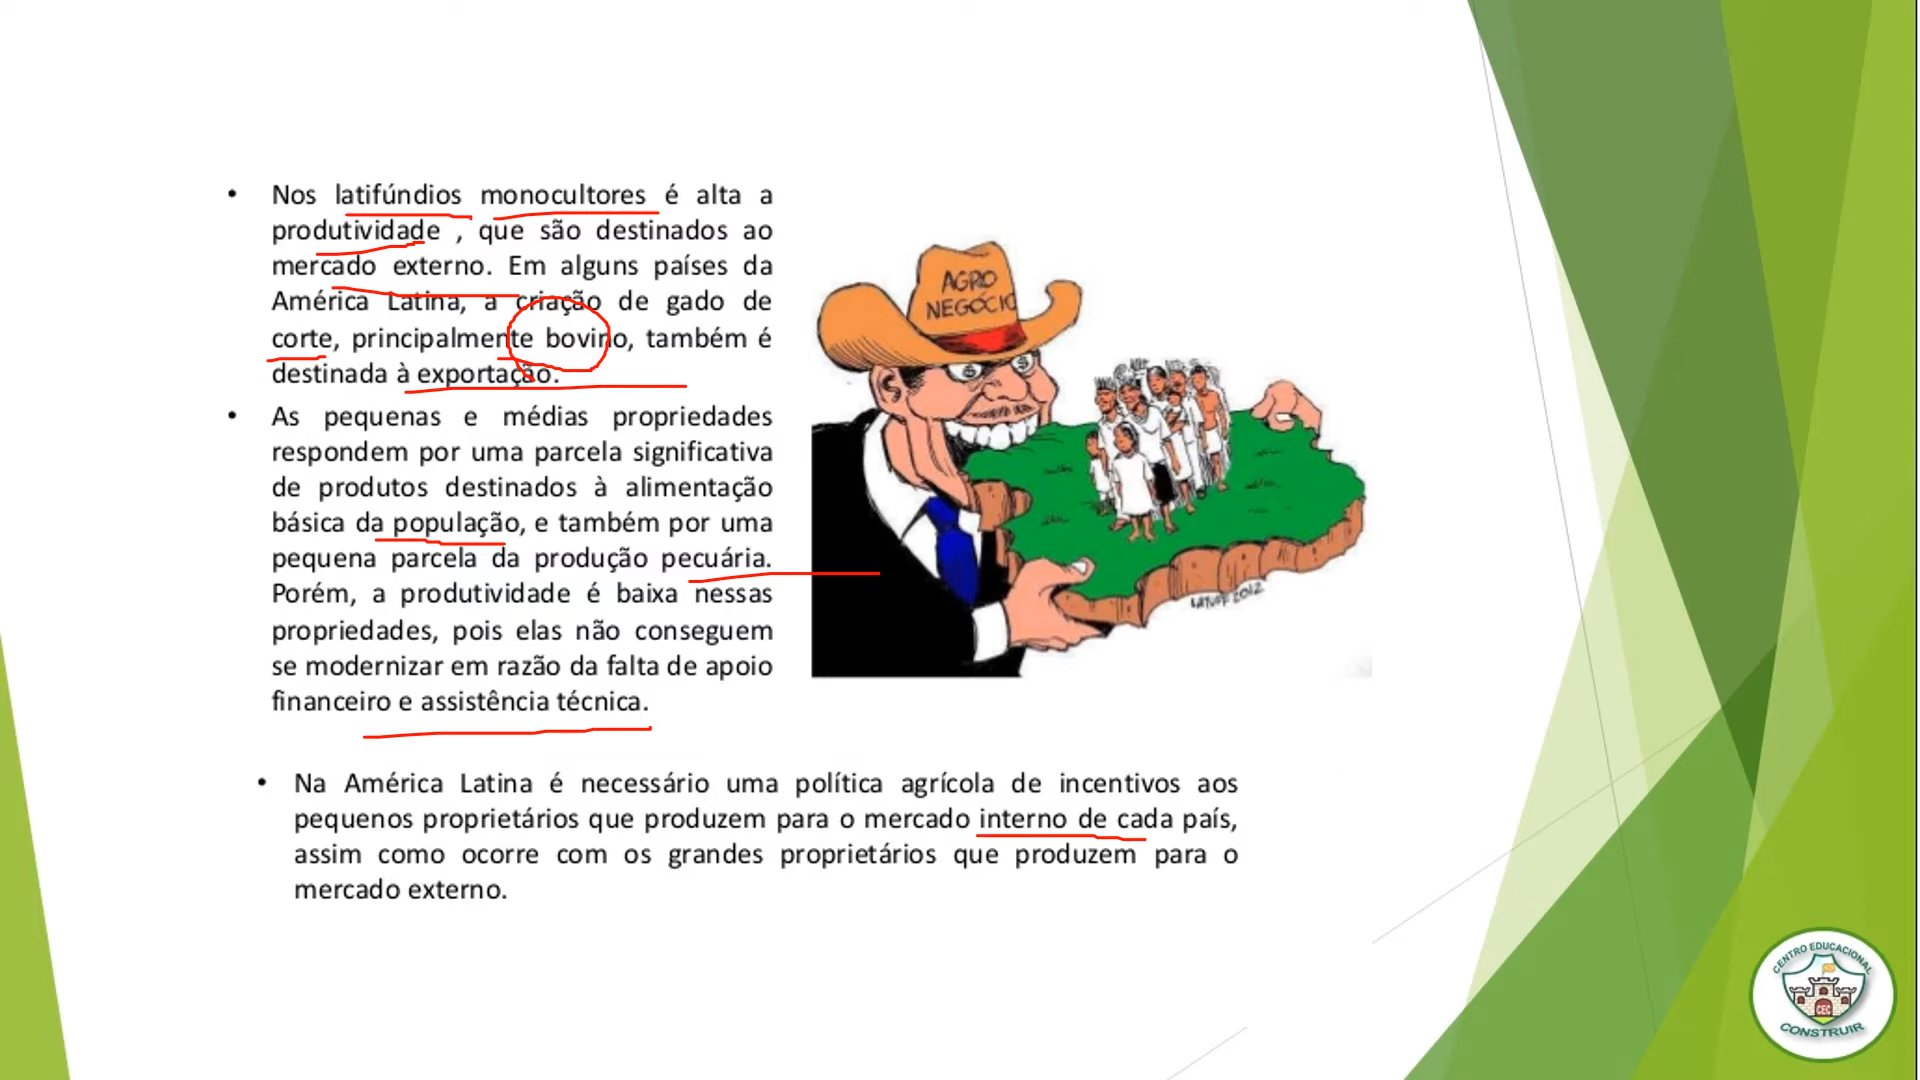 • Nos latifúndios monocultores é alta a
produtividade , que são destinados ao
mercado externo. Em alguns países da
América Latina, a criação de gado de
corte, principalmente bovino, também é
destinada à exportação.
• As pequenas e médias propriedades
respondem por uma parcela significativa
de produtos destinados à alimentação
básica da população, e também por uma
pequena parcela da produção pecuária.
Porém, a produtividade é baixa nessas
propriedades, pois elas não conseguem
se modernizar em razão da falta de apoio
financeiro e assistência técnica.
AGRO
NEGÓCIO
$ $
LATUFF 2012
• Na América Latina é necessário uma política agrícola de incentivos aos
pequenos proprietários que produzem para o mercado interno de cada país,
assim como ocorre com os grandes proprietários que produzem para o
mercado externo.
CENTRO EDUCACIONAL
CEC
CONSTRUIR